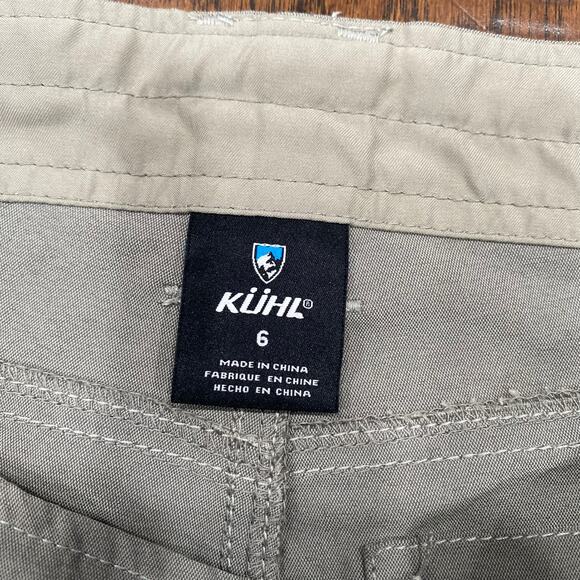 KÜHL®
6
MADE IN CHINA
FABRIQUE EN CHINE
HECHO EN CHINA